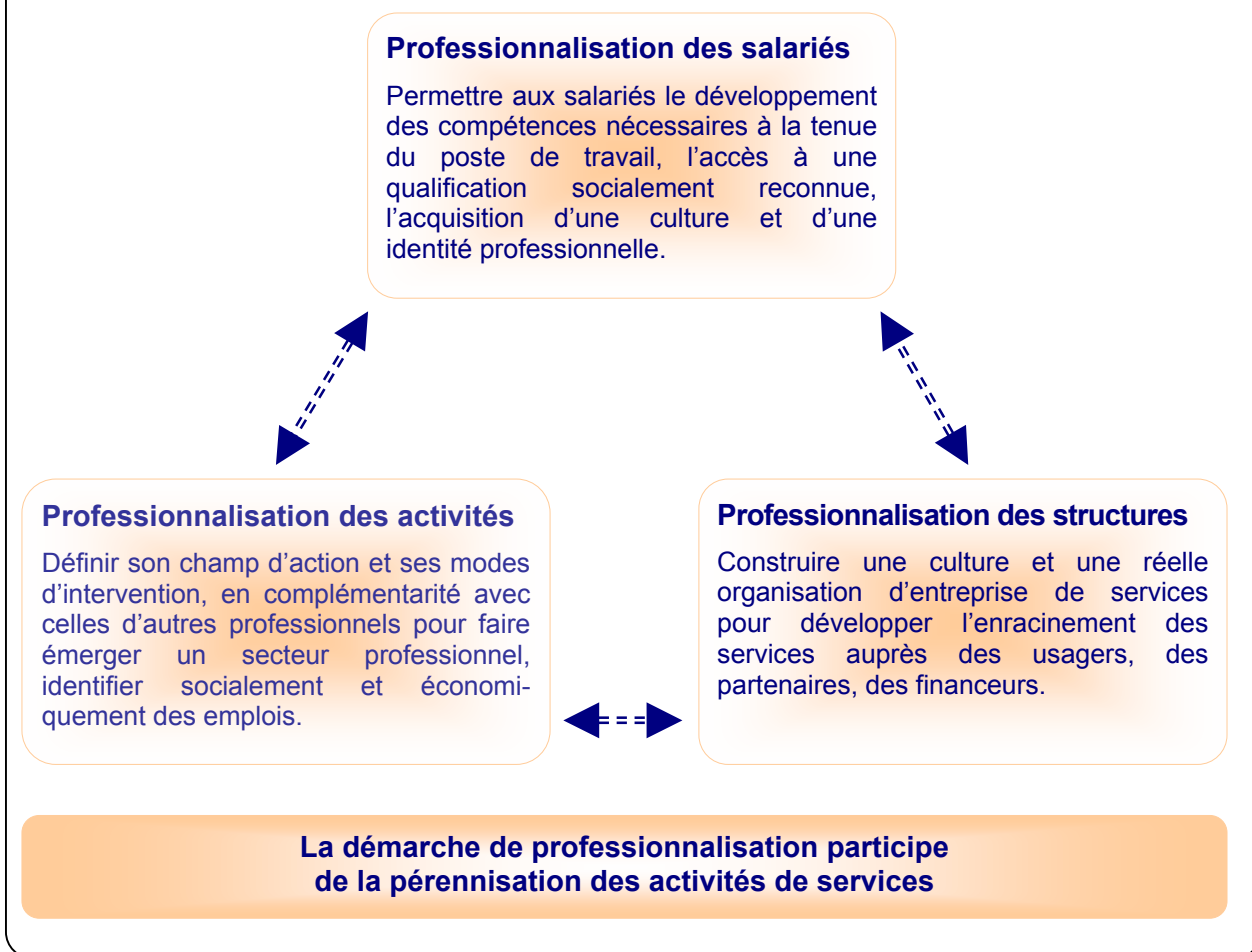 Professionnalisation des salariés
Permettre aux salariés le développement
des compétences nécessaires à la tenue
du poste de travail, l’accès à une
qualification socialement reconnue,
l’acquisition d’une culture et d’une
identité professionnelle.
Professionnalisation des activités
Définir son champ d’action et ses modes
d’intervention, en complémentarité avec
celles d’autres professionnels pour faire
émerger un secteur professionnel,
identifier socialement et économi-
quement des emplois.
Professionnalisation des structures
Construire une culture et une réelle
organisation d’entreprise de services
pour développer l’enracinement des
services auprès des usagers, des
partenaires, des financeurs.
La démarche de professionnalisation participe
de la pérennisation des activités de services